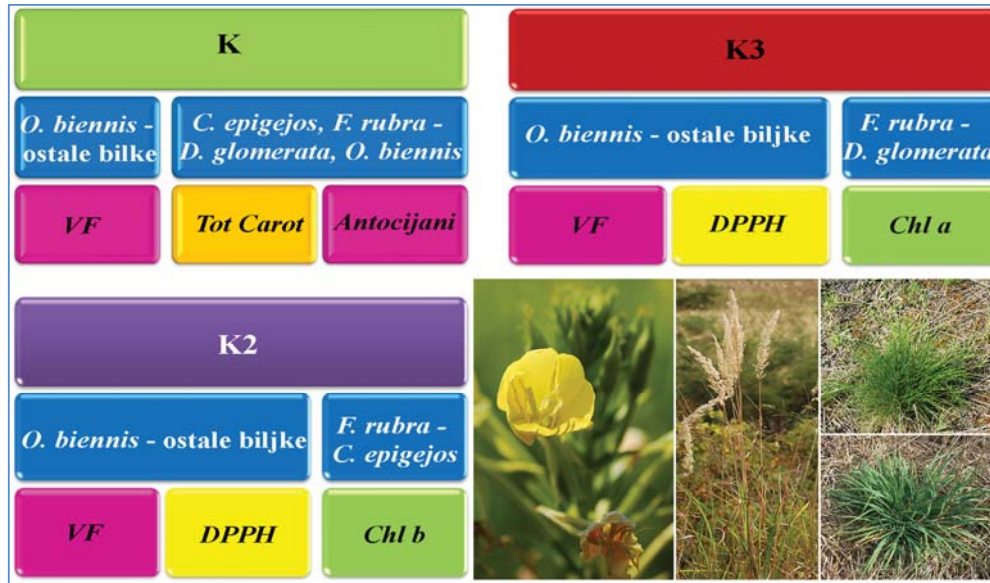 K
O. biennis -
ostale bilke
C. epigejos, F. rubra -
D. glomerata, O. biennis
VF
Tot Carot
Antocijani
K3
O. biennis - ostale biljke
F. rubra -
D. glomerata
VF
DPPH
Chl a
K2
O. biennis - ostale biljke
F. rubra -
C. epigejos
VF
DPPH
Chl b